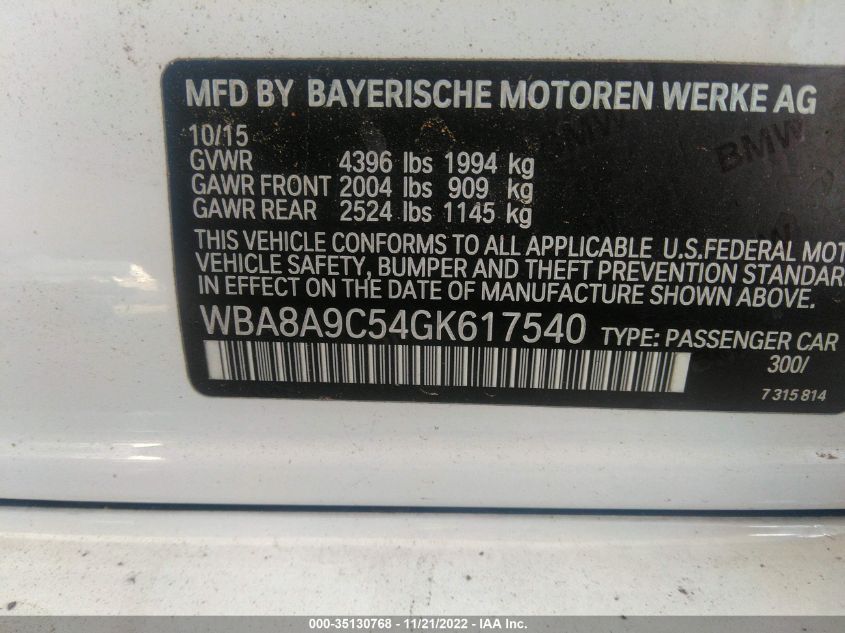 MFD BY BAYERISCHE MOTOREN WERKE AG
10/15
GVWR 4396 lbs 1994 kg
GAWR FRONT 2004 lbs 909 kg
GAWR REAR 2524 lbs 1145 kg
THIS VEHICLE CONFORMS TO ALL APPLICABLE U.S.FEDERAL MOT
VEHICLE SAFETY, BUMPER AND THEFT PREVENTION STANDAR
IN EFFECT ON THE DATE OF MANUFACTURE SHOWN ABOVE.
WBA8A9C54GK617540 TYPE: PASSENGER CAR
300/
7 315 814
BMW
000-35130768 - 11/21/2022 - IAA Inc.